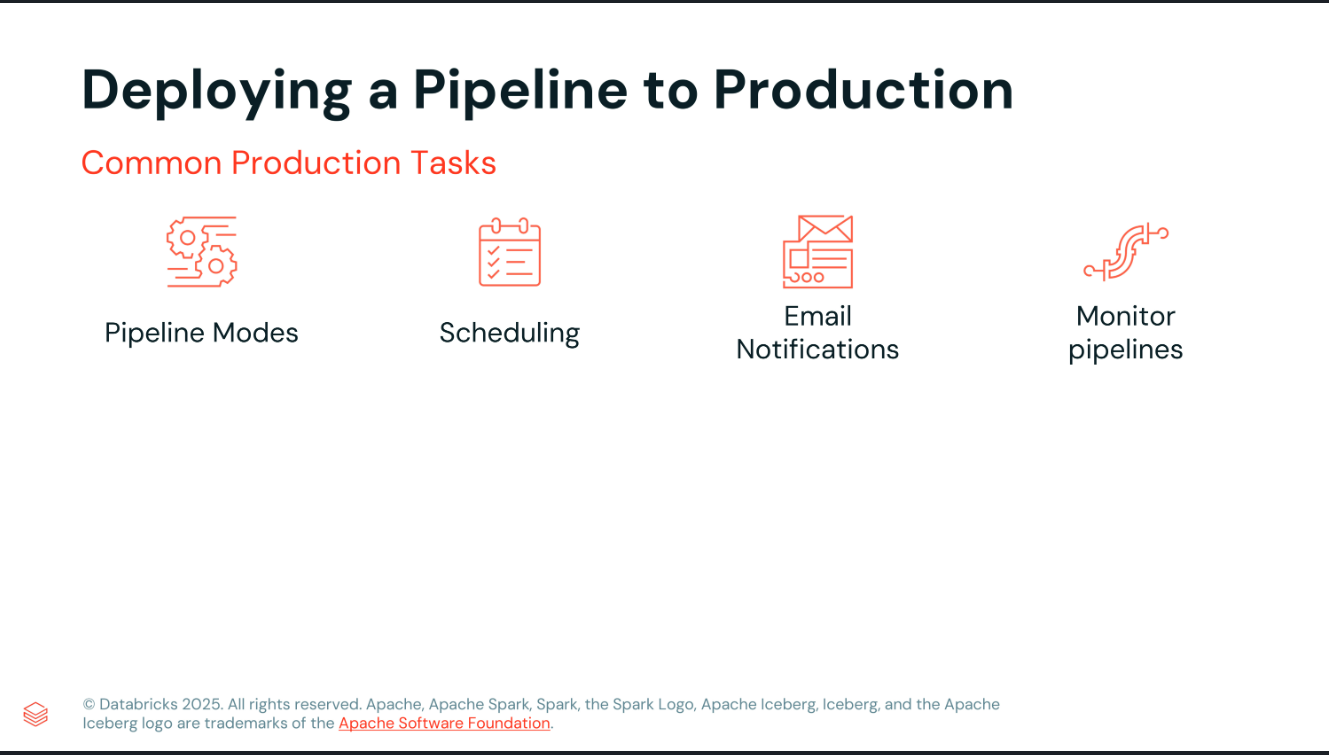 Deploying a Pipeline to Production
Common Production Tasks
Pipeline Modes
Scheduling
Email
Notifications
Monitor
pipelines
© Databricks 2025. All rights reserved. Apache, Apache Spark, Spark, the Spark Logo, Apache Iceberg, Iceberg, and the Apache
Iceberg logo are trademarks of the Apache Software Foundation.